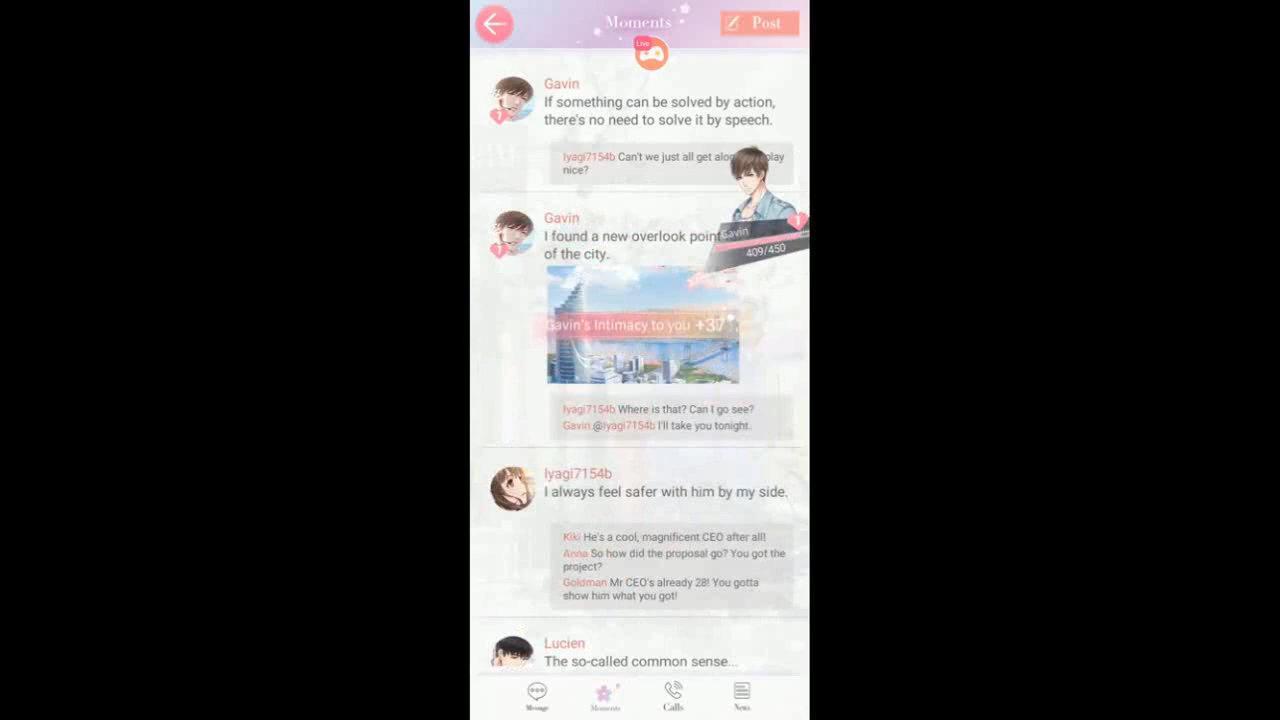 Moments
Post
Live
Gavin
If something can be solved by action,
there's no need to solve it by speech.
Iyagi7154b Can't we just all get play
nice?
Gavin
I found a new overlook point
of the city.
Gavin
409/450
Gavin's Intimacy to you +37
Iyagi7154b Where is that? Can I go see?
Gavin @Iyagi7154b I'll take you tonight.
Iyagi7154b
I always feel safer with him by my side.
Kiki He's a cool, magnificent CEO after all!
Anna So how did the proposal go? You got the
project?
Goldman Mr CEO's already 28! You gotta
show him what you got!
Lucien
The so-called common sense...
Message
Moments
Calls
News